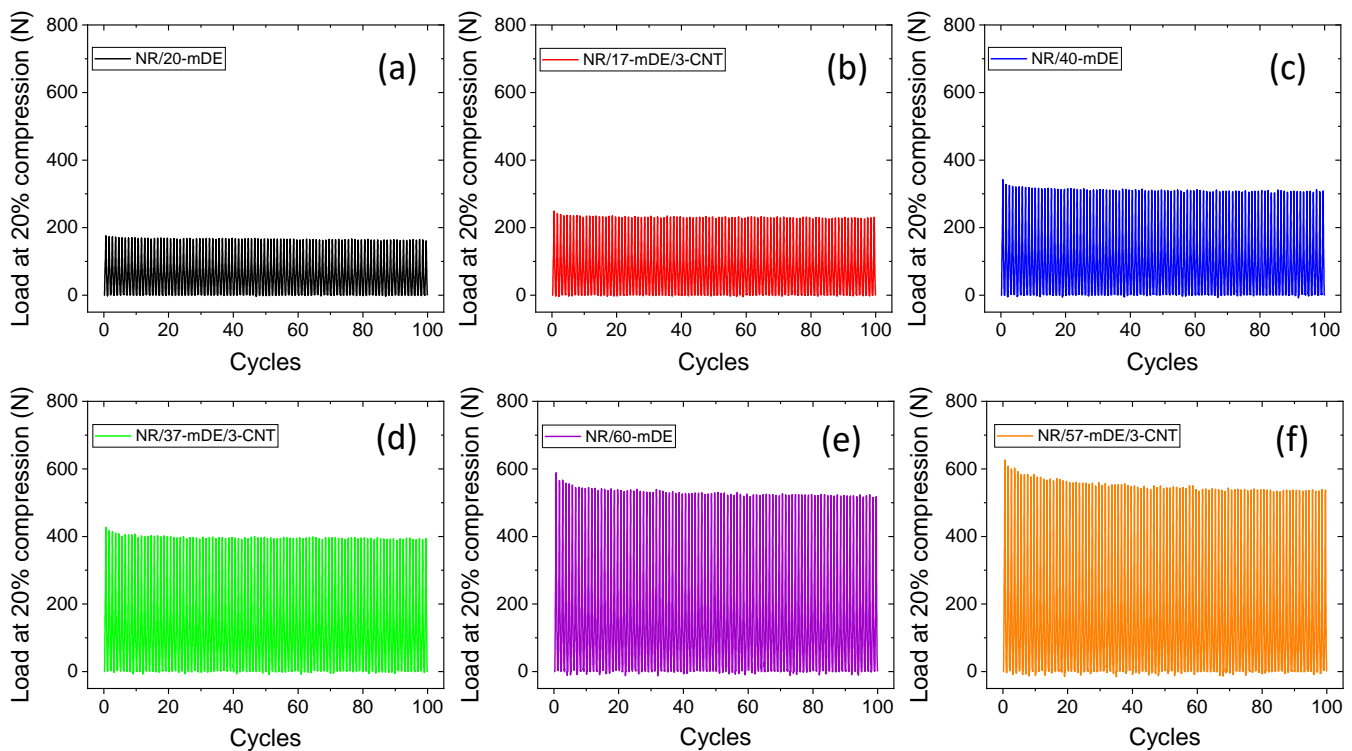 Load at 20% compression (N)
800
600
400
200
0
NR/20-mDE
(a)
0 20 40 60 80 100
Cycles
Load at 20% compression (N)
800
600
400
200
0
NR/17-mDE/3-CNT
(b)
0 20 40 60 80 100
Cycles
Load at 20% compression (N)
800
600
400
200
0
NR/40-mDE
(c)
0 20 40 60 80 100
Cycles
Load at 20% compression (N)
800
600
400
200
0
NR/37-mDE/3-CNT
(d)
0 20 40 60 80 100
Cycles
Load at 20% compression (N)
800
600
400
200
0
NR/60-mDE
(e)
0 20 40 60 80 100
Cycles
Load at 20% compression (N)
800
600
400
200
0
NR/57-mDE/3-CNT
(f)
0 20 40 60 80 100
Cycles